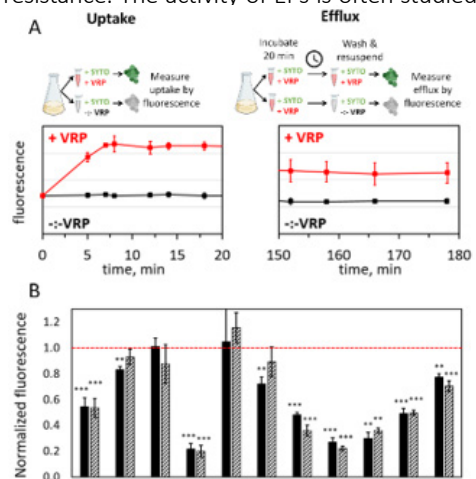 resistance. The activity of EPs is often studied
A
Uptake
Efflux
Incubate
20 min
Wash &
resuspend
+ SYTO
+ VRP
+ SYTO
-:- VRP
Measure
uptake by
fluorescence
+ SYTO
+ VRP
+ SYTO
+ VRP
+ SYTO
+ VRP
+ SYTO
-:- VRP
Measure
efflux by
fluorescence
+ VRP
-:-VRP
fluorescence
0 5 10 15 20
time, min
150 160 170 180
time, min
B
Normalized fluorescence
1.2
1.0
0.8
0.6
0.4
0.2
0.0
*** ***
**
*** ***
**
*** ***
*** ***
** **
*** ***
** ***